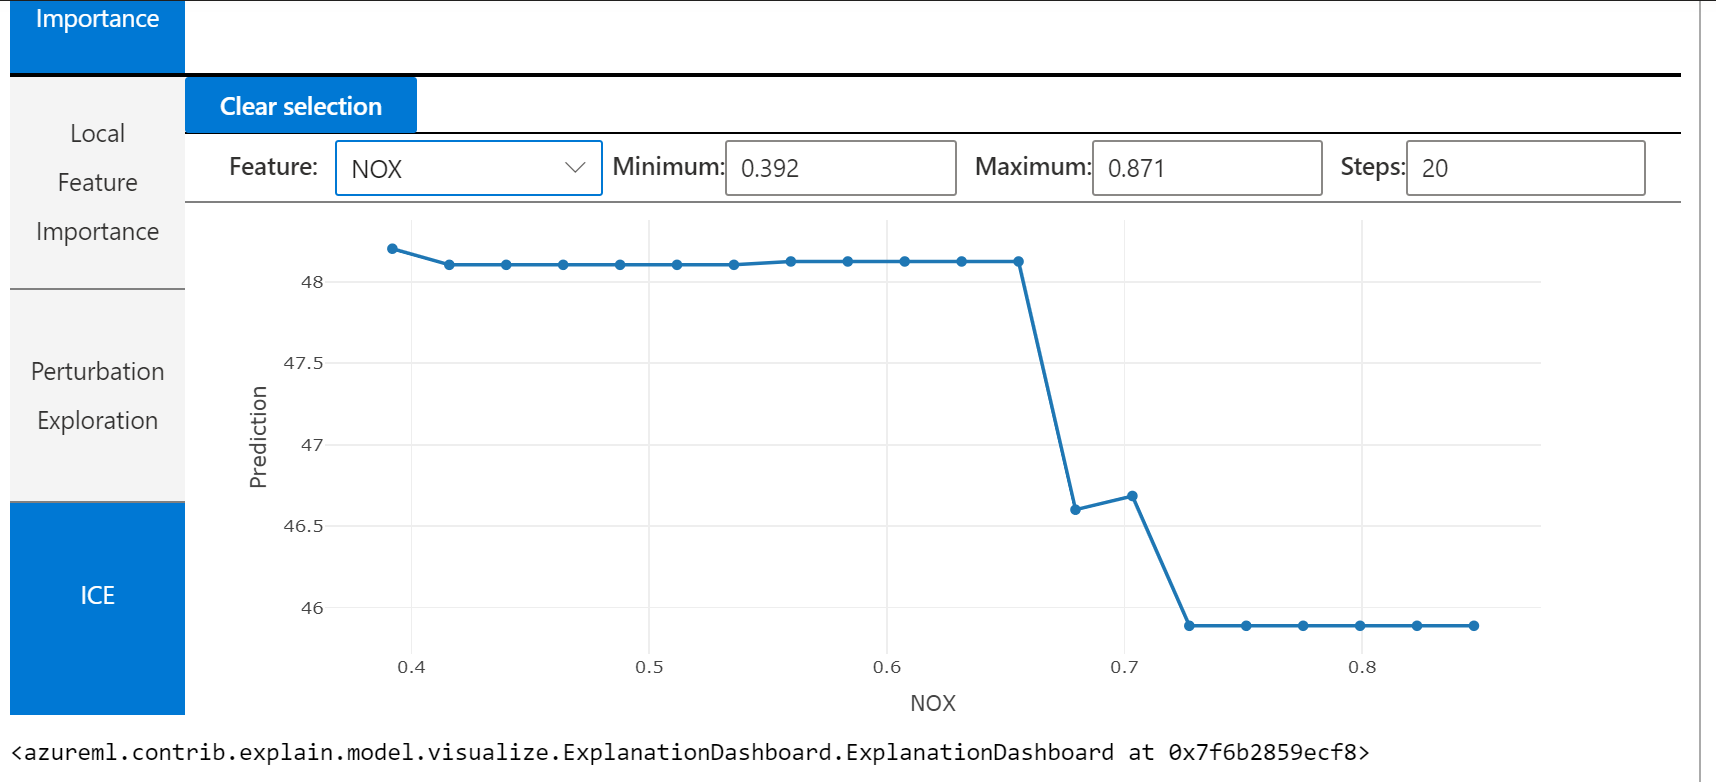 Importance
Clear selection
Local
Feature
Importance
Feature: NOX Minimum: 0.392 Maximum: 0.871 Steps: 20
Perturbation
Exploration
ICE
Prediction
48
47.5
47
46.5
46
0.4 0.5 0.6 0.7 0.8
NOX
<azureml.contrib.explain.model.visualize.ExplanationDashboard.ExplanationDashboard at 0x7f6b2859ecf8>